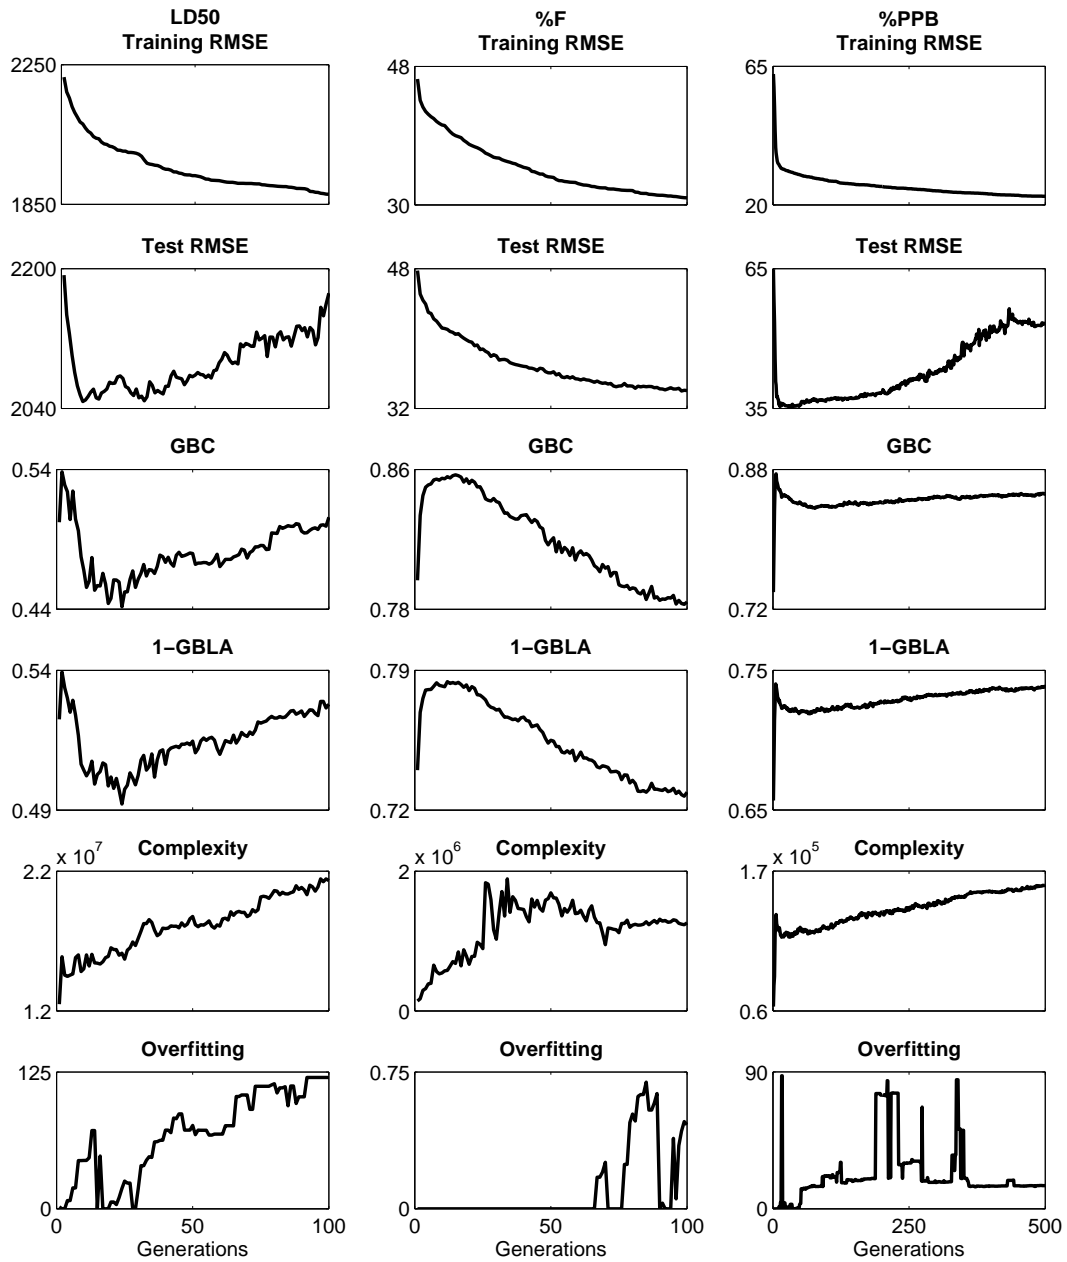 LD50
Training RMSE
%F
Training RMSE
%PPB
Training RMSE
2250
1850
48
30
65
20
Test RMSE
Test RMSE
Test RMSE
2200
2040
48
32
65
35
GBC
GBC
GBC
0.54
0.44
0.86
0.78
0.88
0.72
1−GBLA
1−GBLA
1−GBLA
0.54
0.49
0.79
0.72
0.75
0.65
Complexity
Complexity
Complexity
x 10^7
2.2
1.2
x 10^6
2
0
x 10^5
1.7
0.6
Overfitting
Overfitting
Overfitting
125
0
0.75
0
90
0
0 50 100
0 50 100
0 250 500
Generations
Generations
Generations